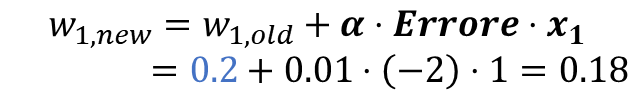 w₁,new = w₁,old + α · Errore · x₁
= 0.2 + 0.01 · (−2) · 1 = 0.18